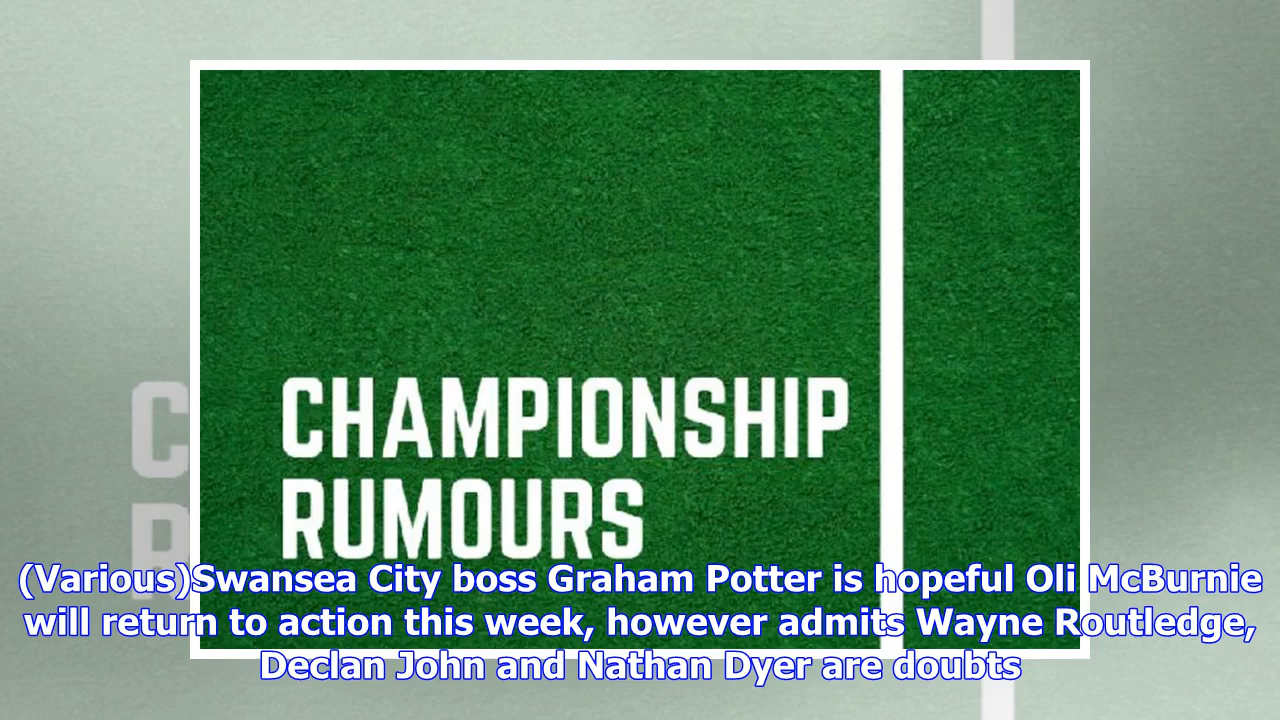 CHAMPIONSHIP
RUMOURS
(Various)Swansea City boss Graham Potter is hopeful Oli McBurnie
will return to action this week, however admits Wayne Routledge,
Declan John and Nathan Dyer are doubts